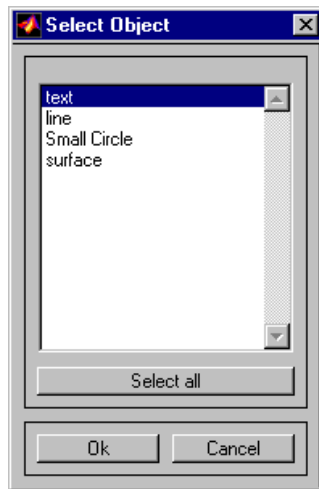 Select Object
text
line
Small Circle
surface
Select all
Ok
Cancel